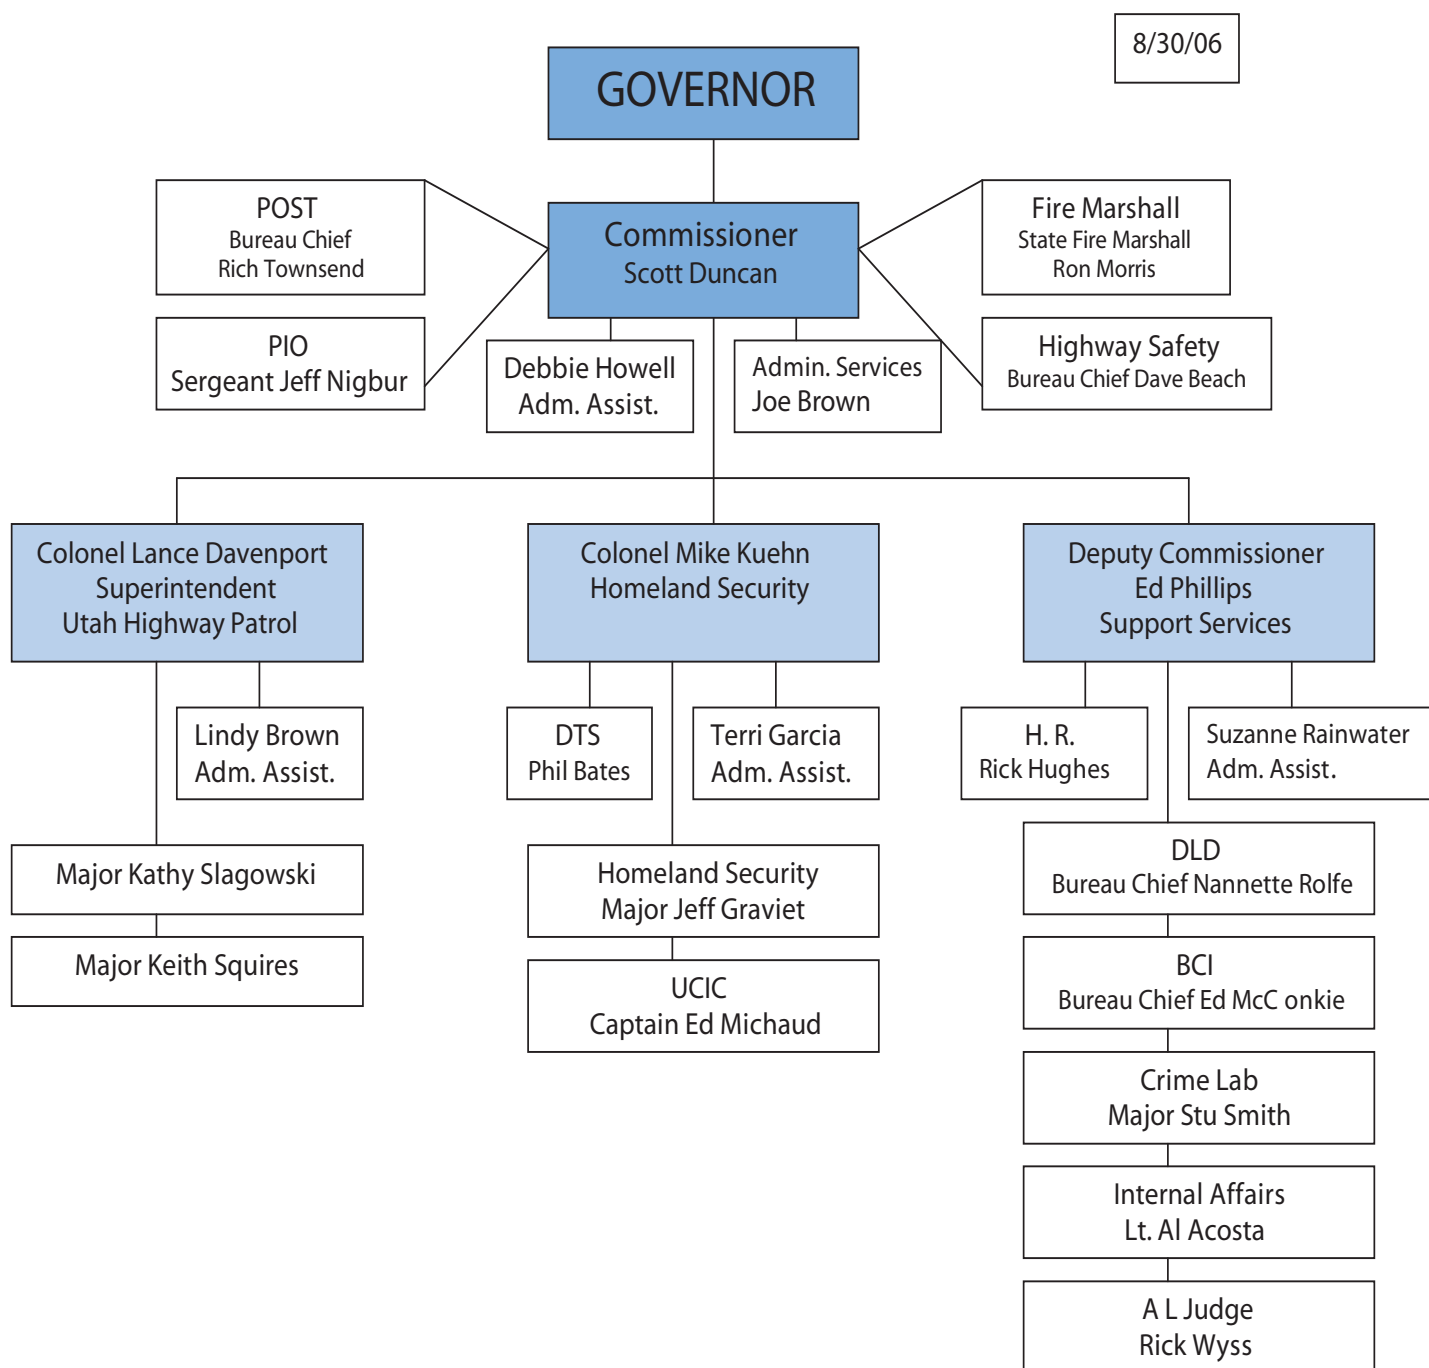 8/30/06
GOVERNOR
POST
Bureau Chief
Rich Townsend
Commissioner
Scott Duncan
Fire Marshall
State Fire Marshall
Ron Morris
PIO
Sergeant Jeff Nigbur
Debbie Howell
Adm. Assist.
Admin. Services
Joe Brown
Highway Safety
Bureau Chief Dave Beach
Colonel Lance Davenport
Superintendent
Utah Highway Patrol
Colonel Mike Kuehn
Homeland Security
Deputy Commissioner
Ed Phillips
Support Services
Lindy Brown
Adm. Assist.
DTS
Phil Bates
Terri Garcia
Adm. Assist.
H. R.
Rick Hughes
Suzanne Rainwater
Adm. Assist.
Major Kathy Slagowski
Major Keith Squires
Homeland Security
Major Jeff Graviet
UCIC
Captain Ed Michaud
DLD
Bureau Chief Nannette Rolfe
BCI
Bureau Chief Ed McC onkie
Crime Lab
Major Stu Smith
Internal Affairs
Lt. Al Acosta
A L Judge
Rick Wyss